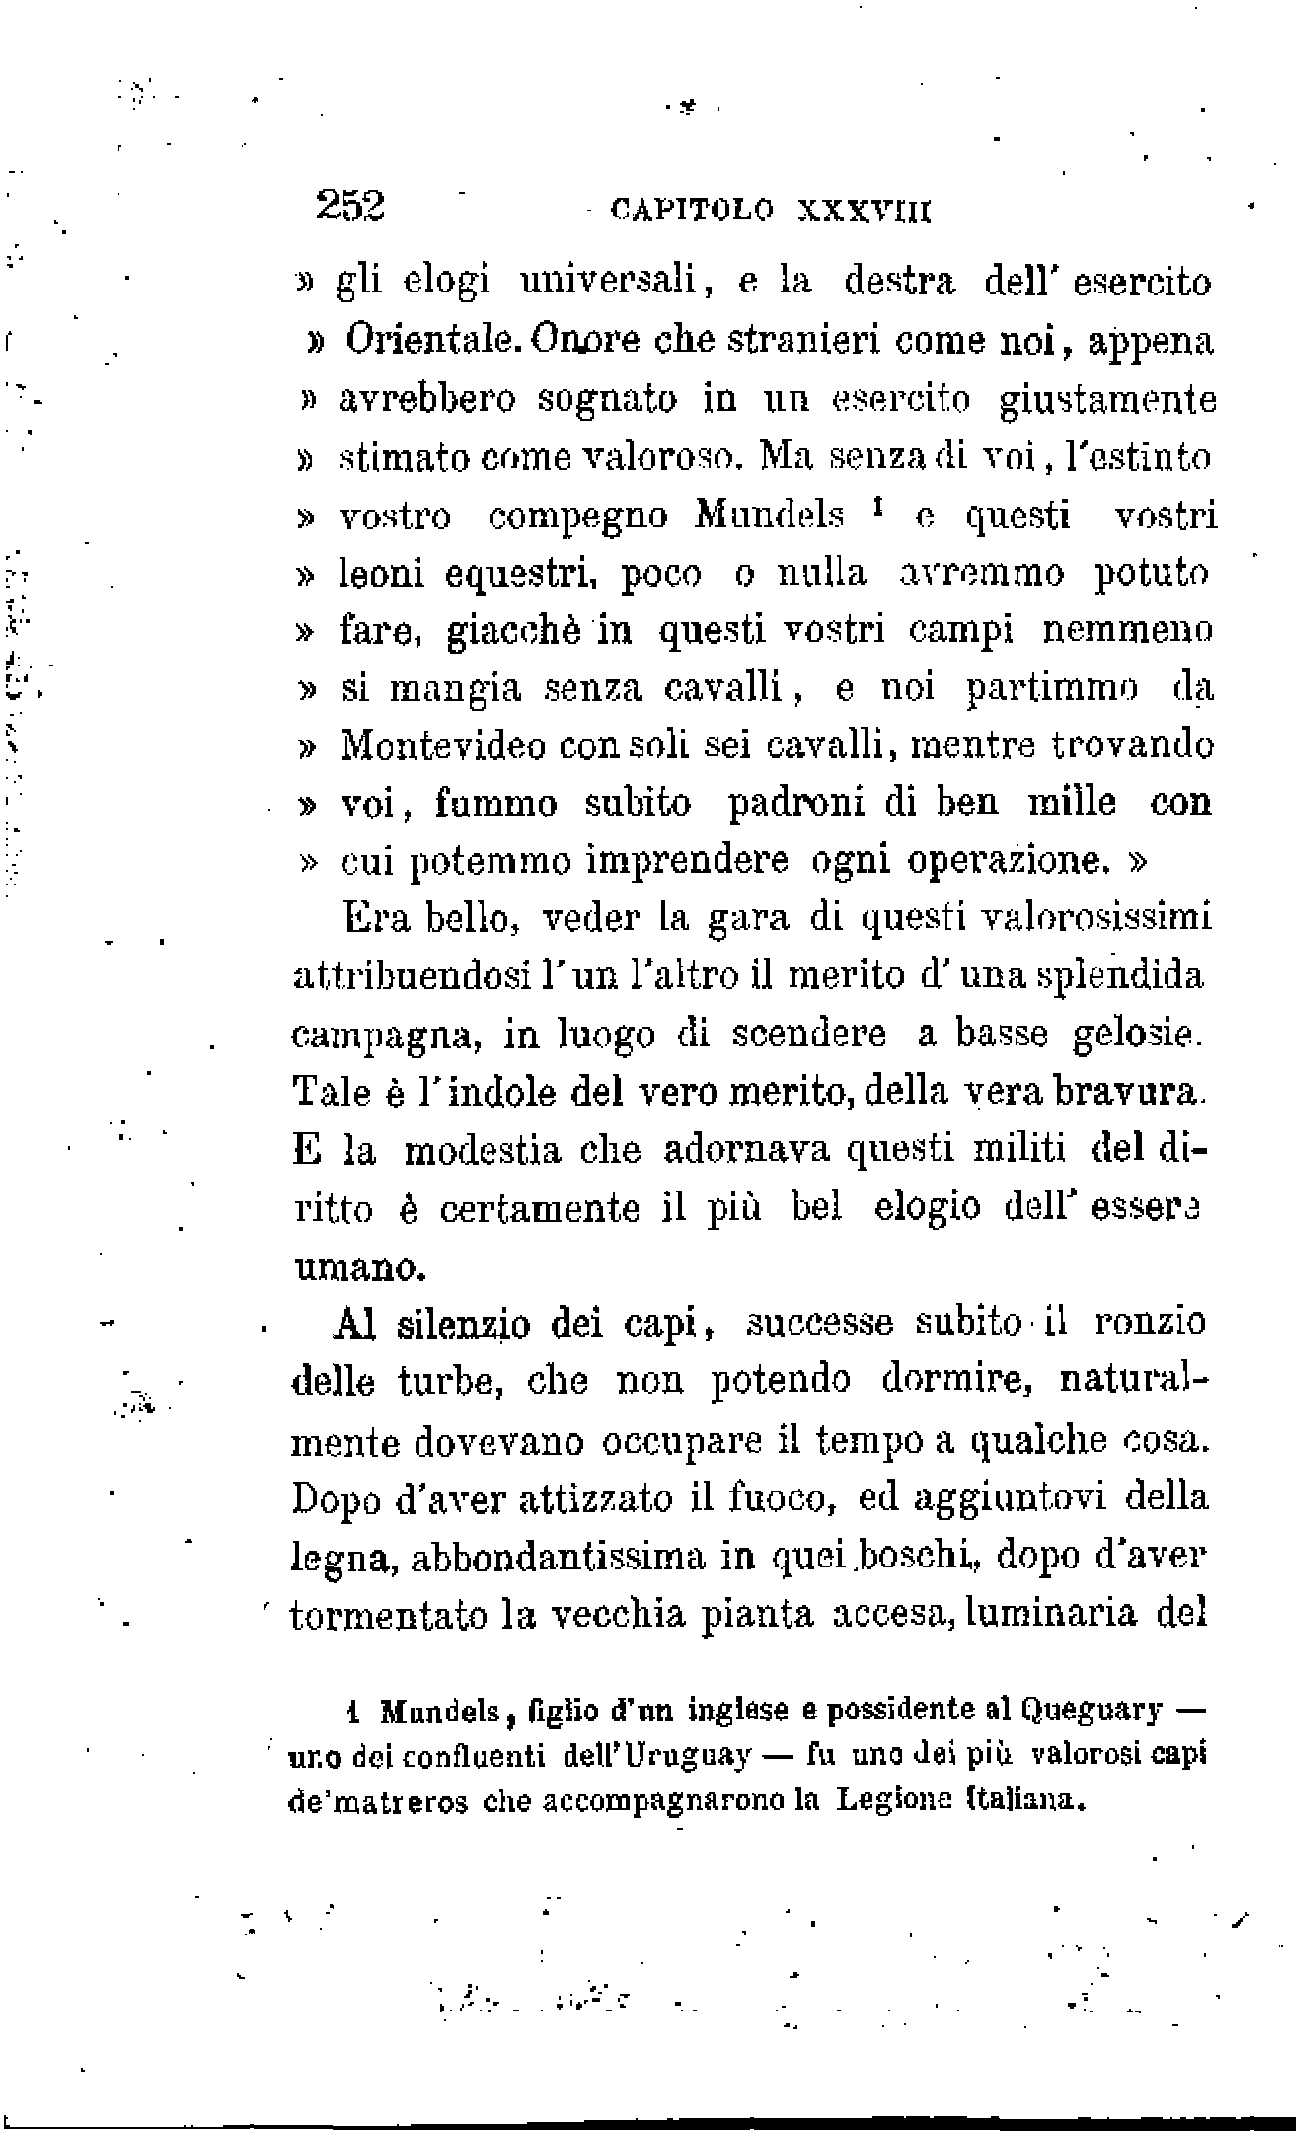 252 CAPITOLO XXXVIII
» gli elogi universali, e la destra dell' esercito
» Orientale. Onore che stranieri come noi, appena
» avrebbero sognato in un esercito giustamente
» stimato come valoroso. Ma senza di voi, l'estinto
» vostro compegno Mundels 1 e questi vostri
» leoni equestri, poco o nulla avremmo potuto
» fare, giacchè in questi vostri campi nemmeno
» si mangia senza cavalli, e noi partimmo da
» Montevideo con soli sei cavalli, mentre trovando
» voi, fummo subito padroni di ben mille con
» cui potemmo imprendere ogni operazione. »
Era bello, veder la gara di questi valorosissimi
attribuendosi l'un l'altro il merito d' una splendida
campagna, in luogo di scendere a basse gelosie.
Tale è l'indole del vero merito, della vera bravura.
E la modestia che adornava questi militi del di-
ritto è certamente il più bel elogio dell' essere
umano.
Al silenzio dei capi, successe subito il ronzio
delle turbe, che non potendo dormire, natural-
mente dovevano occupare il tempo a qualche cosa.
Dopo d'aver attizzato il fuoco, ed aggiuntovi della
legna, abbondantissima in quei boschi, dopo d'aver
tormentato la vecchia pianta accesa, luminaria del
1 Mundels, figlio d'un inglese e possidente al Queguary —
uno dei confluenti dell'Uruguay — fu uno dei più valorosi capi
de'matreros che accompagnarono la Legione Italiana.